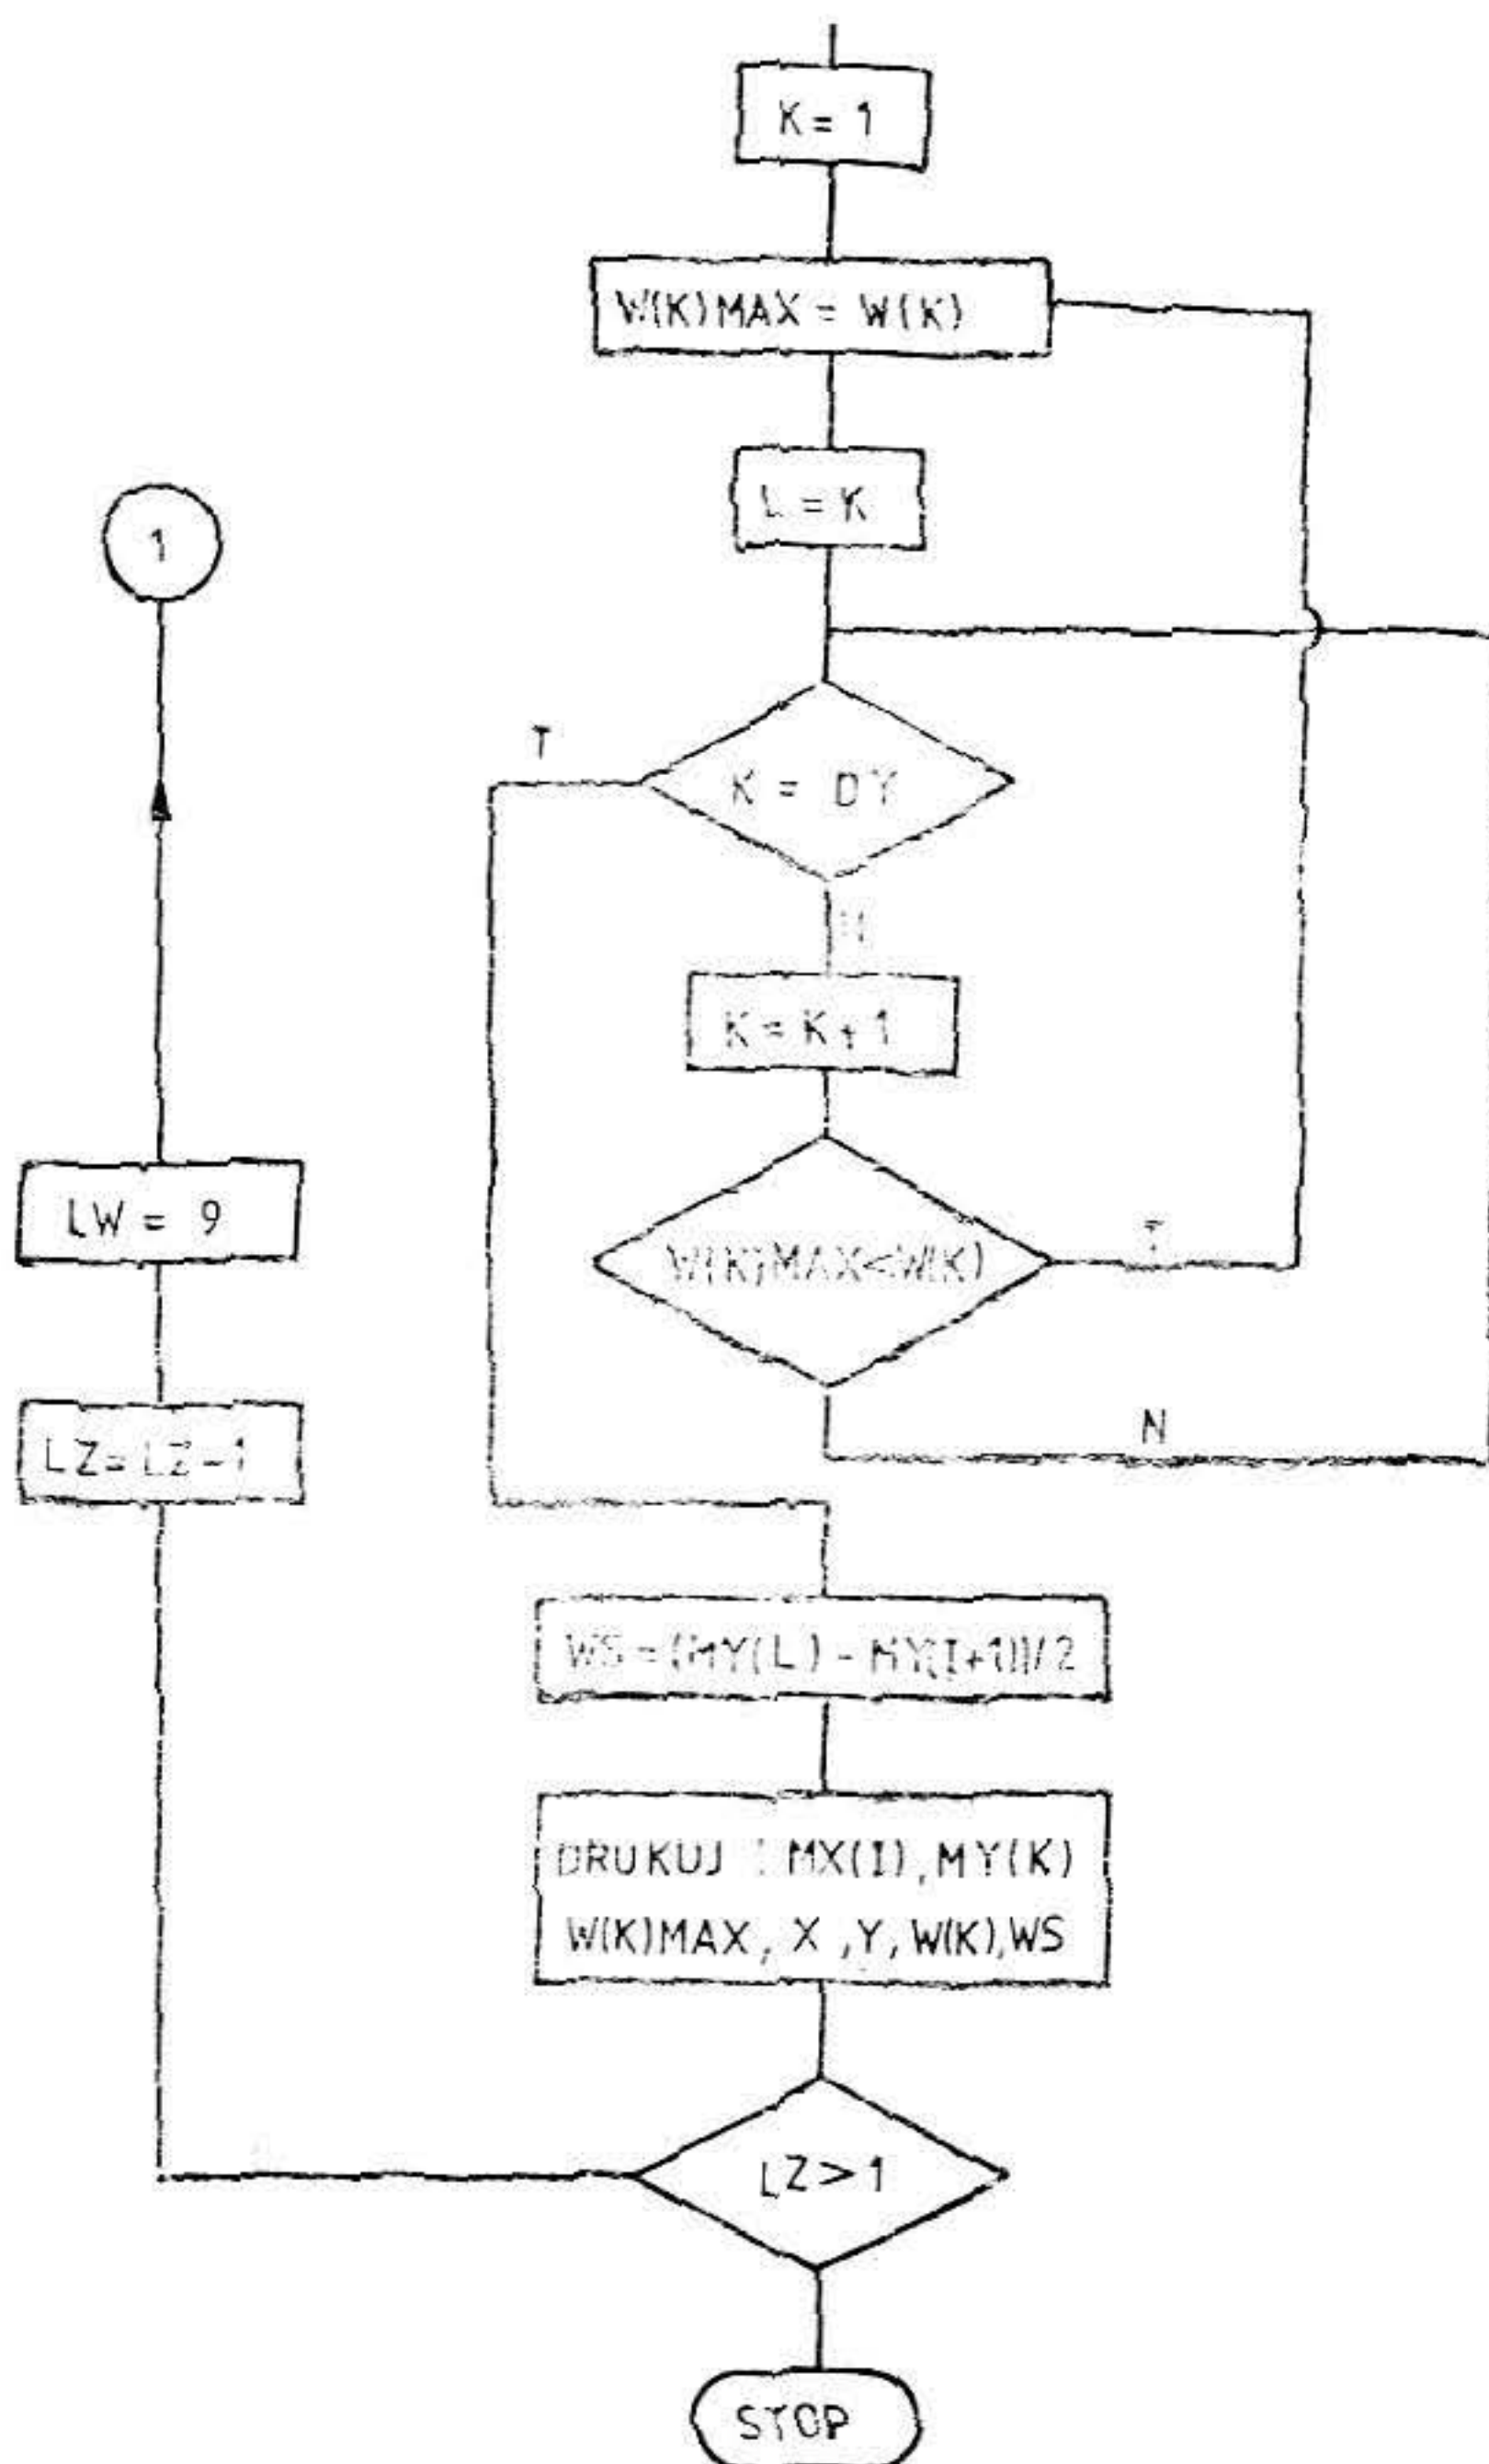 K = 1
W(K)MAX = W(K)
L = K
1
T
K = DY
N
K = K+1
LW = 9
W(K)MAX<W(K)
T
LZ=LZ-1
N
WS=(MY(L)-MY(I+1))/2
DRUKUJ : MX(I), MY(K)
W(K)MAX, X, Y, W(K), WS
LZ>1
STOP